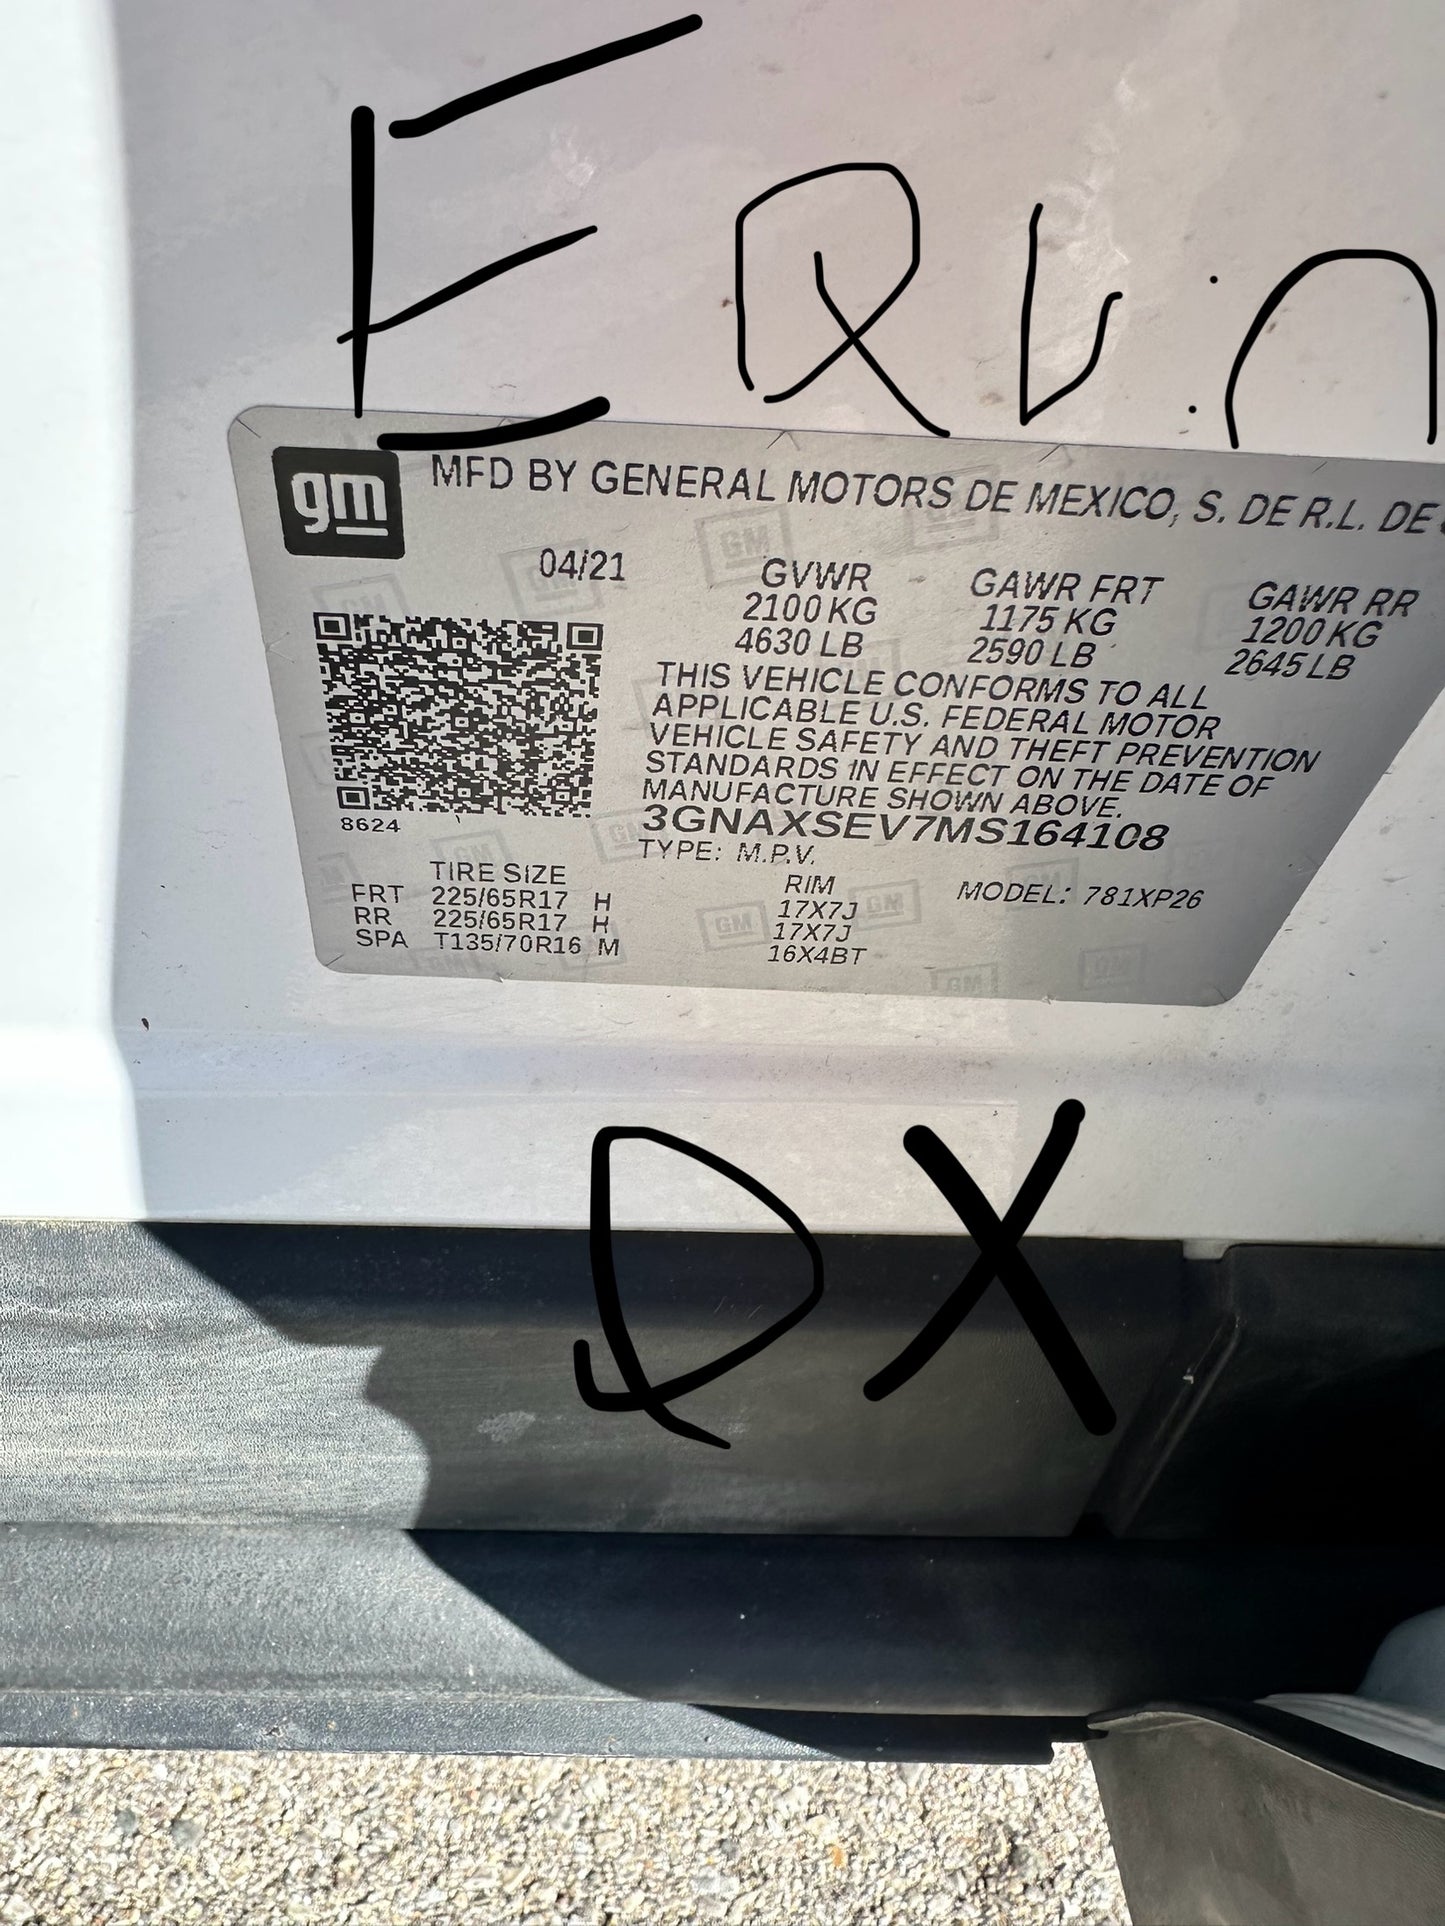 EQUIN
gm MFD BY GENERAL MOTORS DE MEXICO, S. DE R.L. DE
04/21
GVWR GAWR FRT GAWR RR
2100 KG 1175 KG 1200 KG
4630 LB 2590 LB 2645 LB
THIS VEHICLE CONFORMS TO ALL
APPLICABLE U.S. FEDERAL MOTOR
VEHICLE SAFETY AND THEFT PREVENTION
STANDARDS IN EFFECT ON THE DATE OF
MANUFACTURE SHOWN ABOVE.
8624
3GNAXSEV7MS164108
TYPE: M.P.V.
TIRE SIZE RIM MODEL: 781XP26
FRT 225/65R17 H 17X7J
RR 225/65R17 H 17X7J
SPA T135/70R16 M 16X4BT
OX